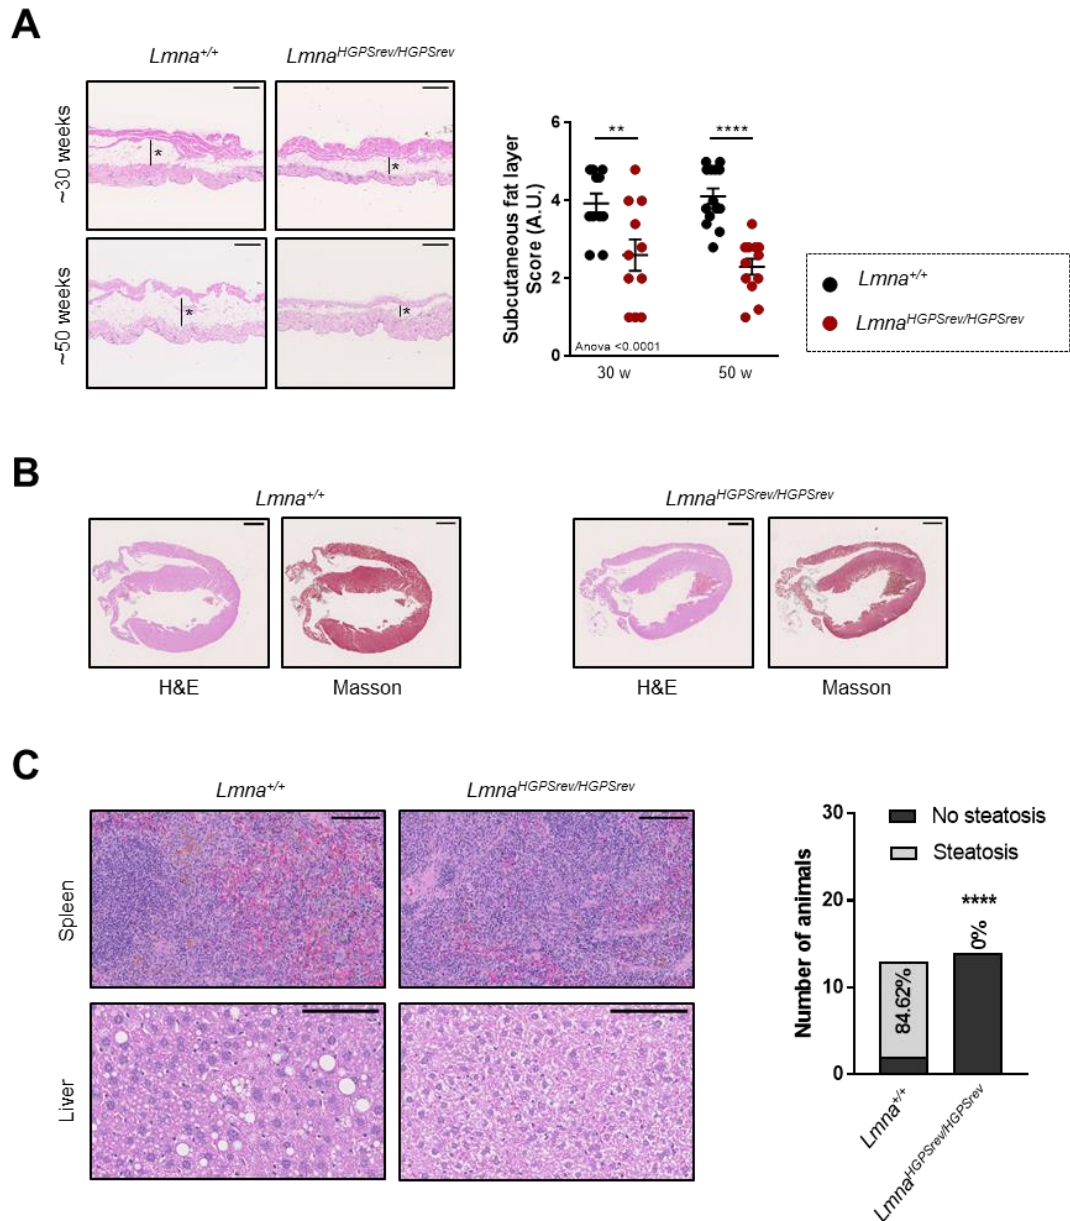 A
Lmna+/+
LmnaHGPSrev/HGPSrev
~30 weeks
*
*
~50 weeks
*
*
Subcutaneous fat layer
Score (A.U.)
6
4
2
0
**
****
Anova <0.0001
30 w
50 w
Lmna+/+
LmnaHGPSrev/HGPSrev
B
Lmna+/+
LmnaHGPSrev/HGPSrev
H&E
Masson
H&E
Masson
C
Lmna+/+
LmnaHGPSrev/HGPSrev
Spleen
Liver
Number of animals
30
20
10
0
No steatosis
Steatosis
****
84.62%
0%
Lmna+/+
LmnaHGPSrev/HGPSrev